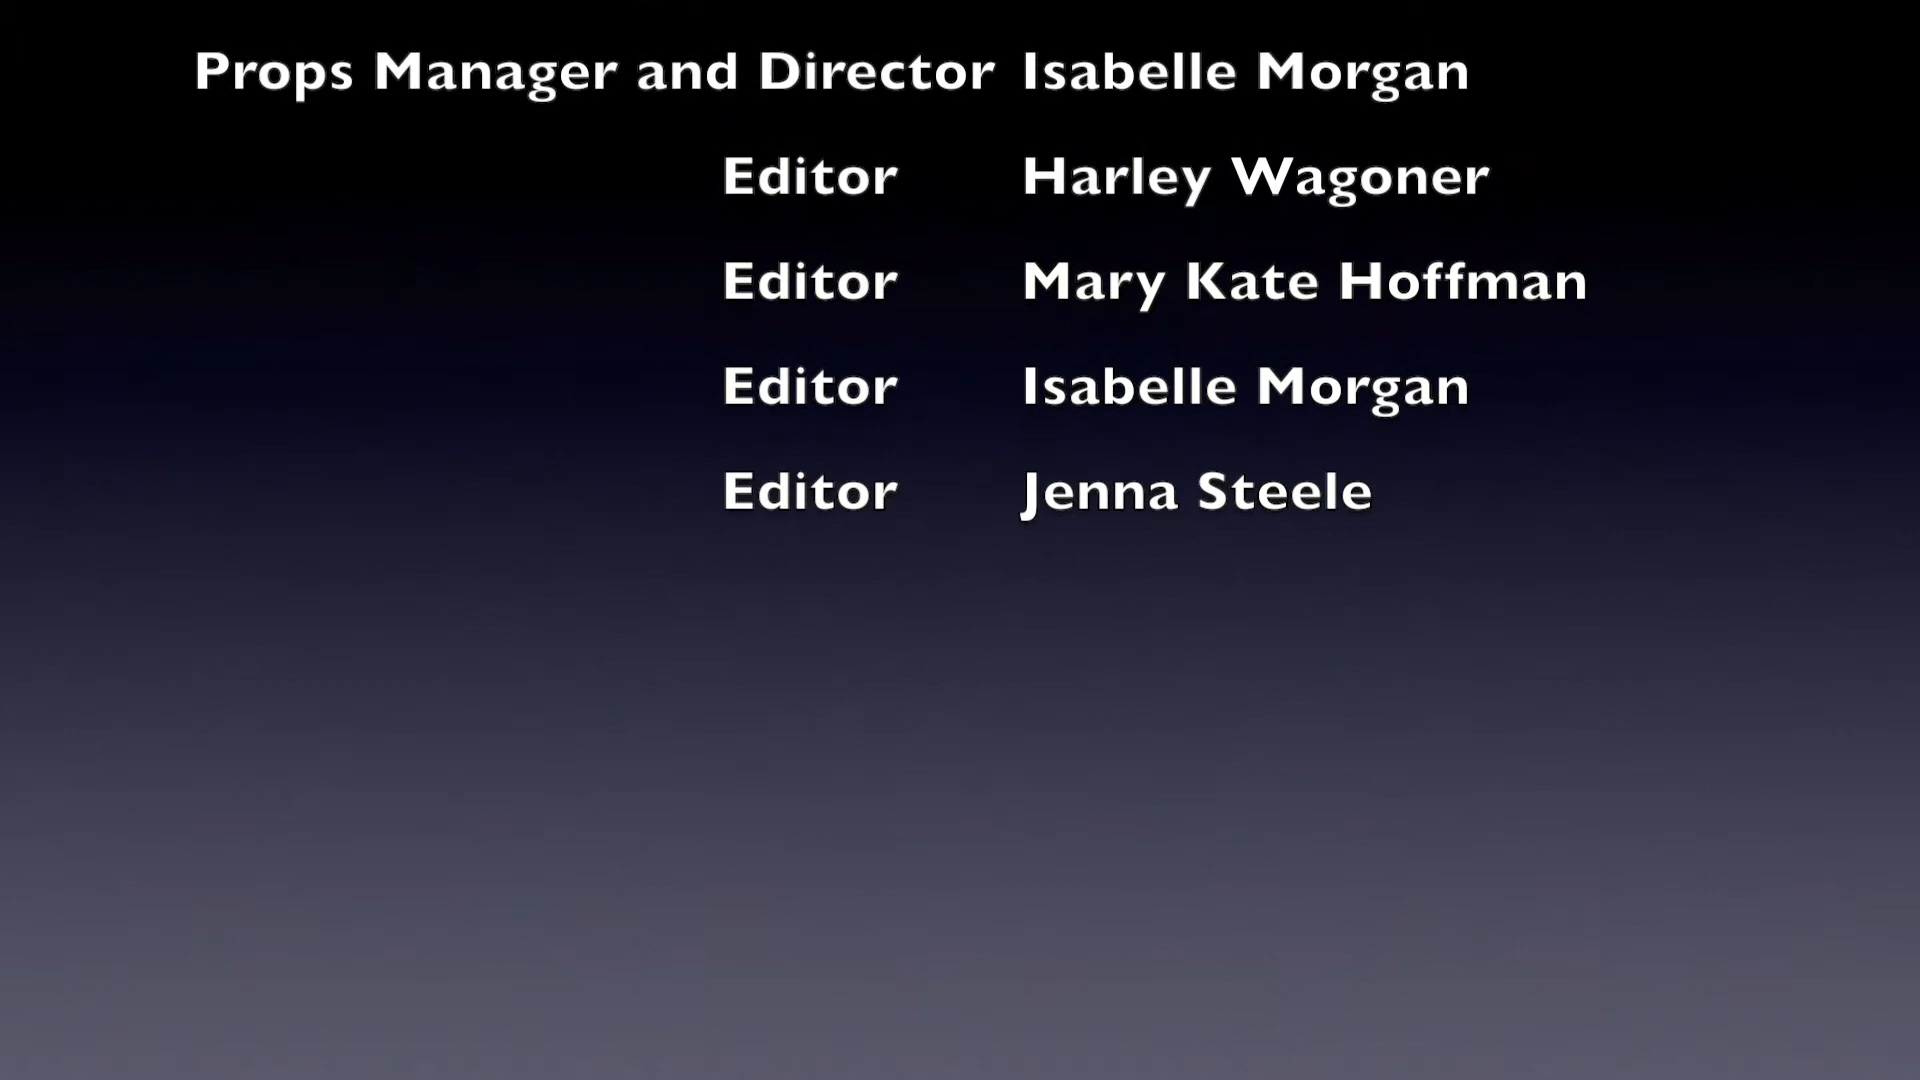 Props Manager and Director Isabelle Morgan
Editor Harley Wagoner
Editor Mary Kate Hoffman
Editor Isabelle Morgan
Editor Jenna Steele